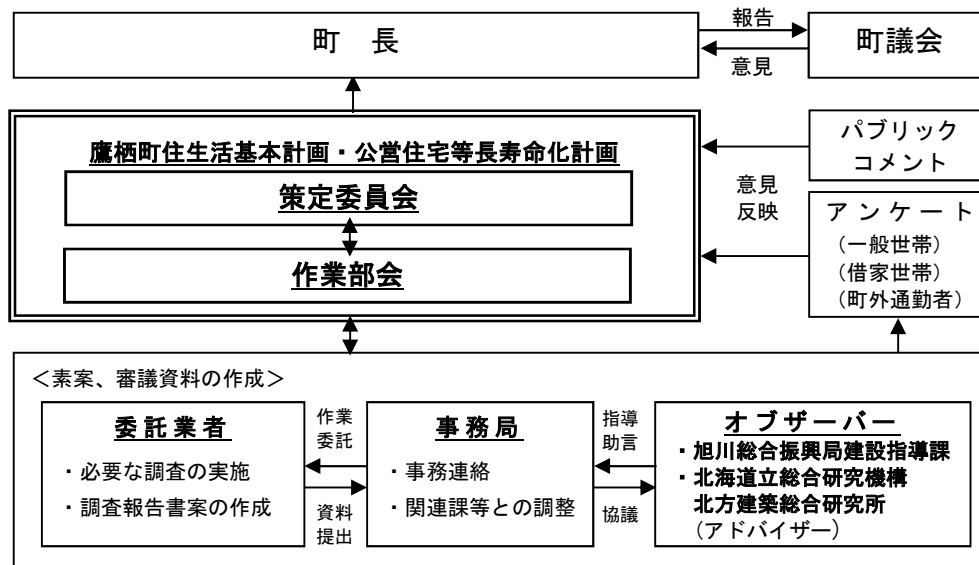 町 長
報告
意見
町議会
鷹栖町住生活基本計画・公営住宅等長寿命化計画
策定委員会
作業部会
パブリック
コメント
意見
反映
アンケート
(一般世帯)
(借家世帯)
(町外通勤者)
<素案、審議資料の作成>
委託業者
・必要な調査の実施
・調査報告書案の作成
作業
委託
資料
提出
事務局
・事務連絡
・関連課等との調整
指導
助言
協議
オブザーバー
・旭川総合振興局建設指導課
・北海道立総合研究機構
北方建築総合研究所
(アドバイザー)